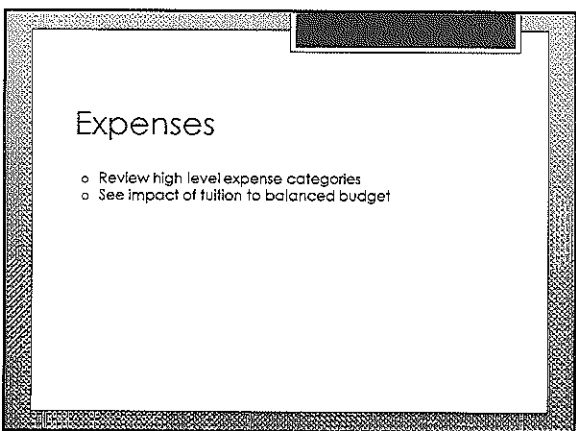 Expenses
o Review high level expense categories
o See impact of tuition to balanced budget